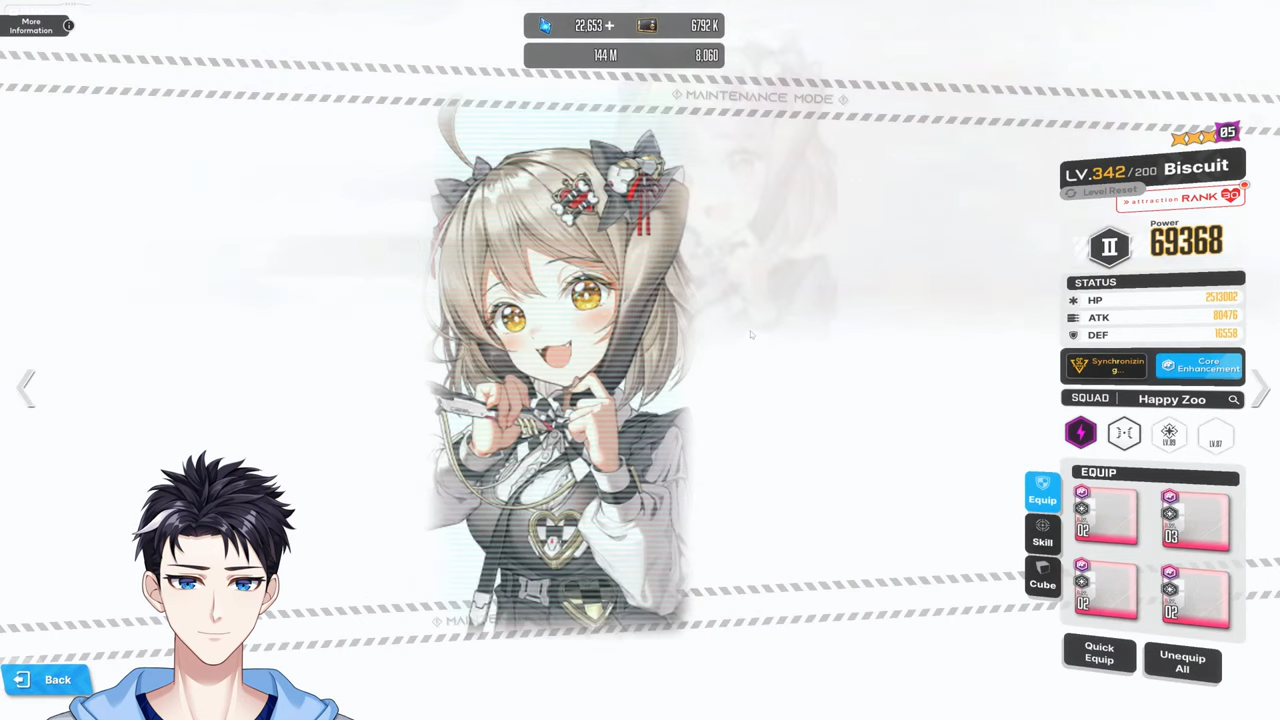 More
Information
22,653 +
6792 K
144 M
8,060
MAINTENANCE MODE
05
LV.342/200 Biscuit
Level Reset
» attraction RANK 30
Power
II
69368
STATUS
HP 2513002
ATK 80476
DEF 16558
Synchronizin
g...
Core
Enhancement
SQUAD Happy Zoo
EQUIP
Equip
02
03
Skill
Cube
02
02
Quick
Equip
Unequip
All
Back